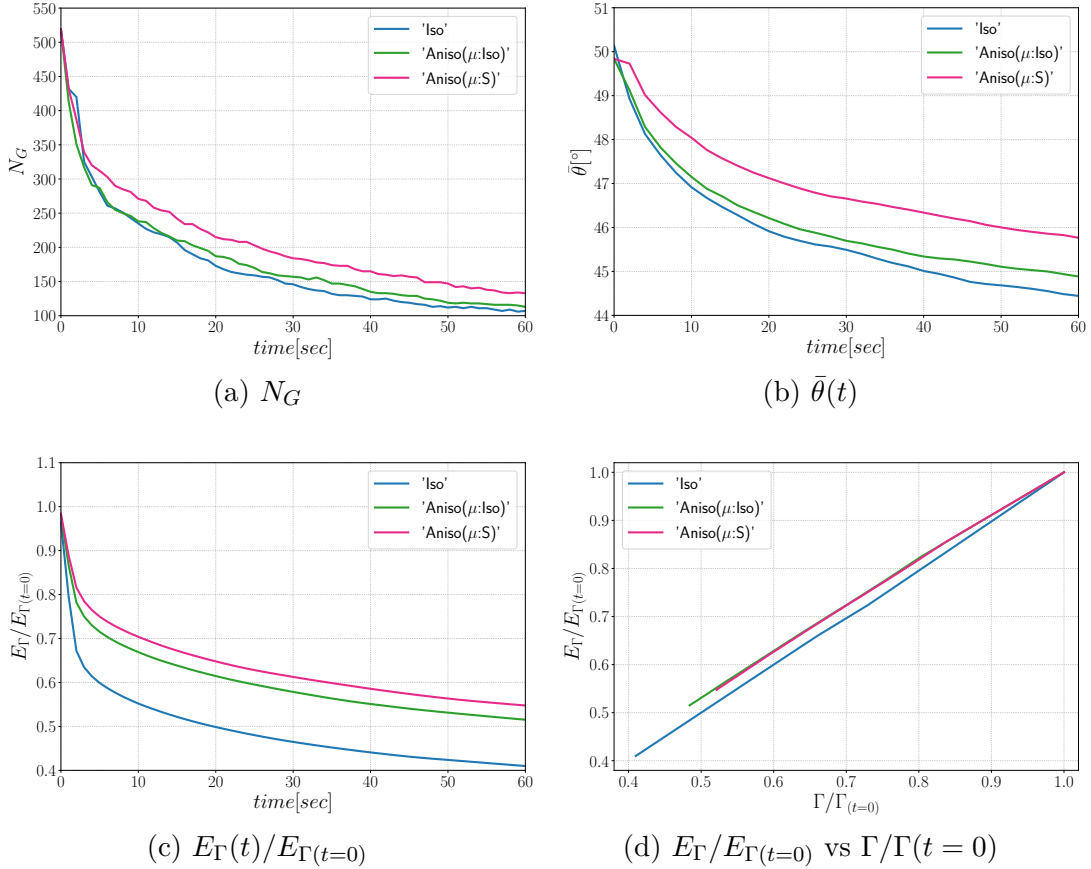 550
500
450
400
350
300
250
200
150
100
N_G
0 10 20 30 40 50 60
time[sec]
'Iso'
'Aniso(μ:Iso)'
'Aniso(μ:S)'
(a) N_G
51
50
49
48
47
46
45
44
θ̄[°]
0 10 20 30 40 50 60
time[sec]
'Iso'
'Aniso(μ:Iso)'
'Aniso(μ:S)'
(b) θ̄(t)
1.1
1.0
0.9
0.8
0.7
0.6
0.5
0.4
E_Γ/E_Γ(t=0)
0 10 20 30 40 50 60
time[sec]
'Iso'
'Aniso(μ:Iso)'
'Aniso(μ:S)'
(c) E_Γ(t)/E_Γ(t=0)
1.0
0.9
0.8
0.7
0.6
0.5
0.4
E_Γ/E_Γ(t=0)
0.4 0.5 0.6 0.7 0.8 0.9 1.0
Γ/Γ(t=0)
'Iso'
'Aniso(μ:Iso)'
'Aniso(μ:S)'
(d) E_Γ/E_Γ(t=0) vs Γ/Γ(t = 0)